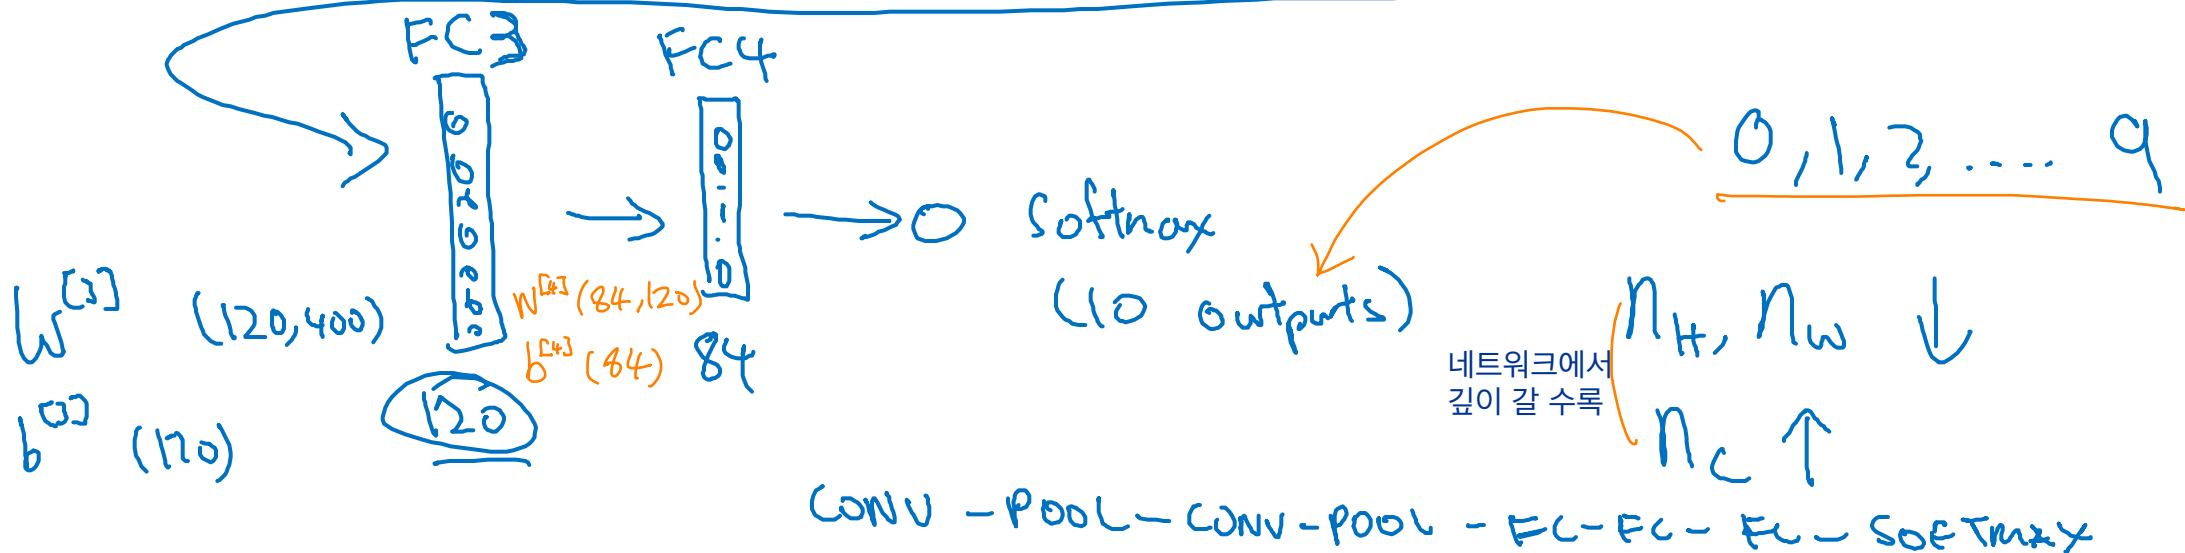 FC3
FC4
0, 1, 2, .... 9
Softmax
(10 outputs)
W[3] (120,400)
b[3] (120)
120
W[4] (84,120)
b[4] (84)
84
nH, nW ↓
네트워크에서
깊이 갈 수록
nC ↑
CONV - POOL - CONV - POOL - FC - FC - FC - SOFTMAX